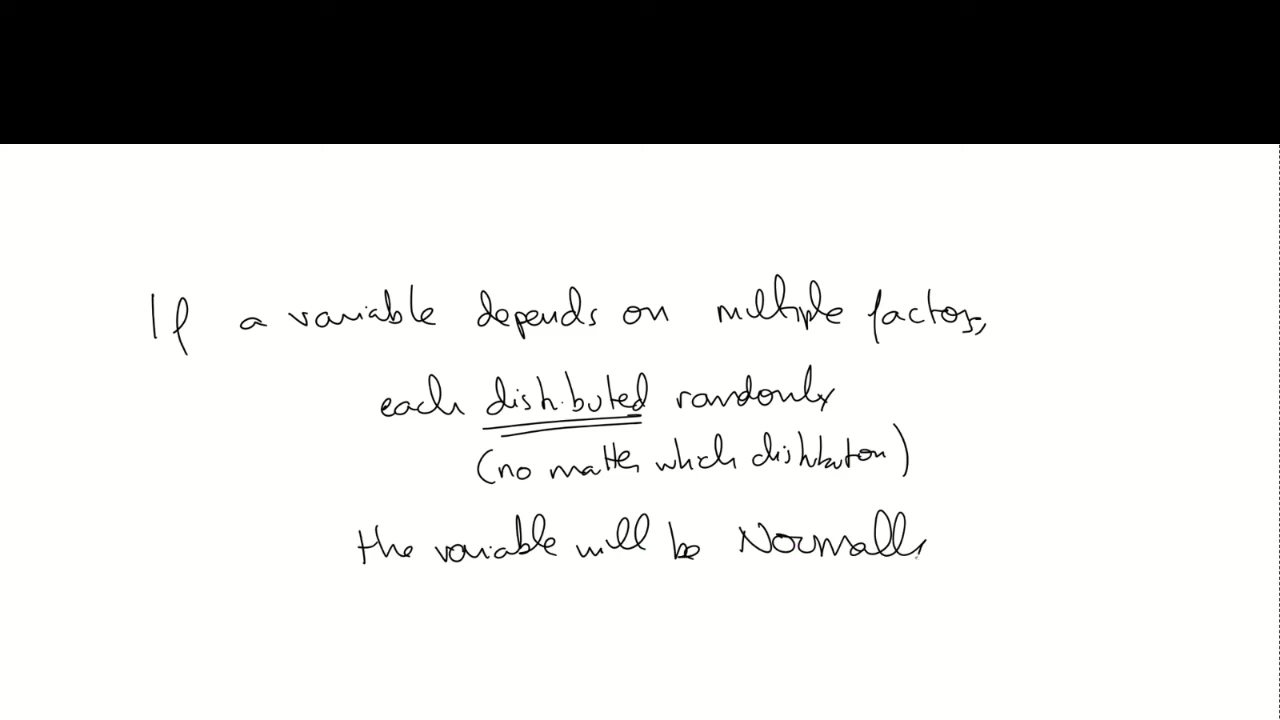 If a variable depends on multiple factors,
each distributed randomly
(no matter which distribution)
the variable will be Normally